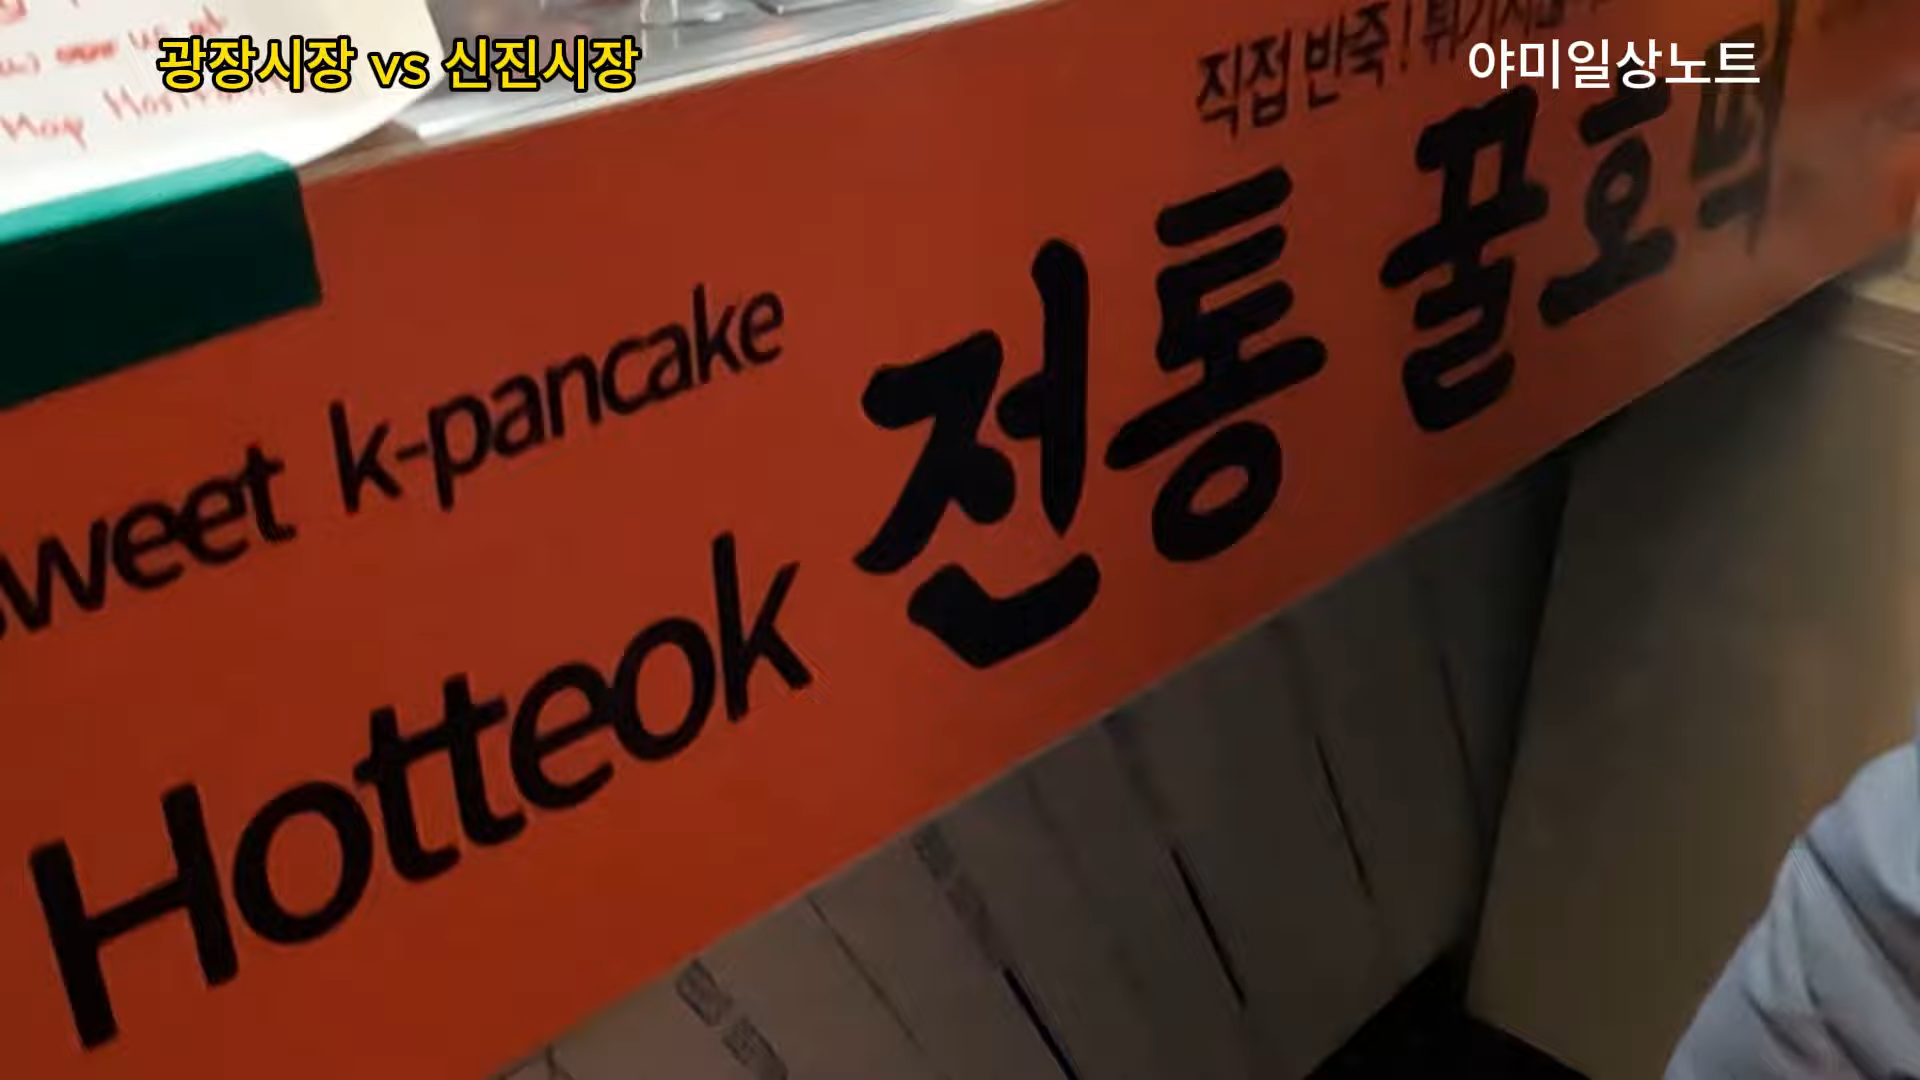 광장시장 vs 신진시장
야미일상노트
직접 반죽!
sweet k-pancake
Hotteok 전통 꿀호떡